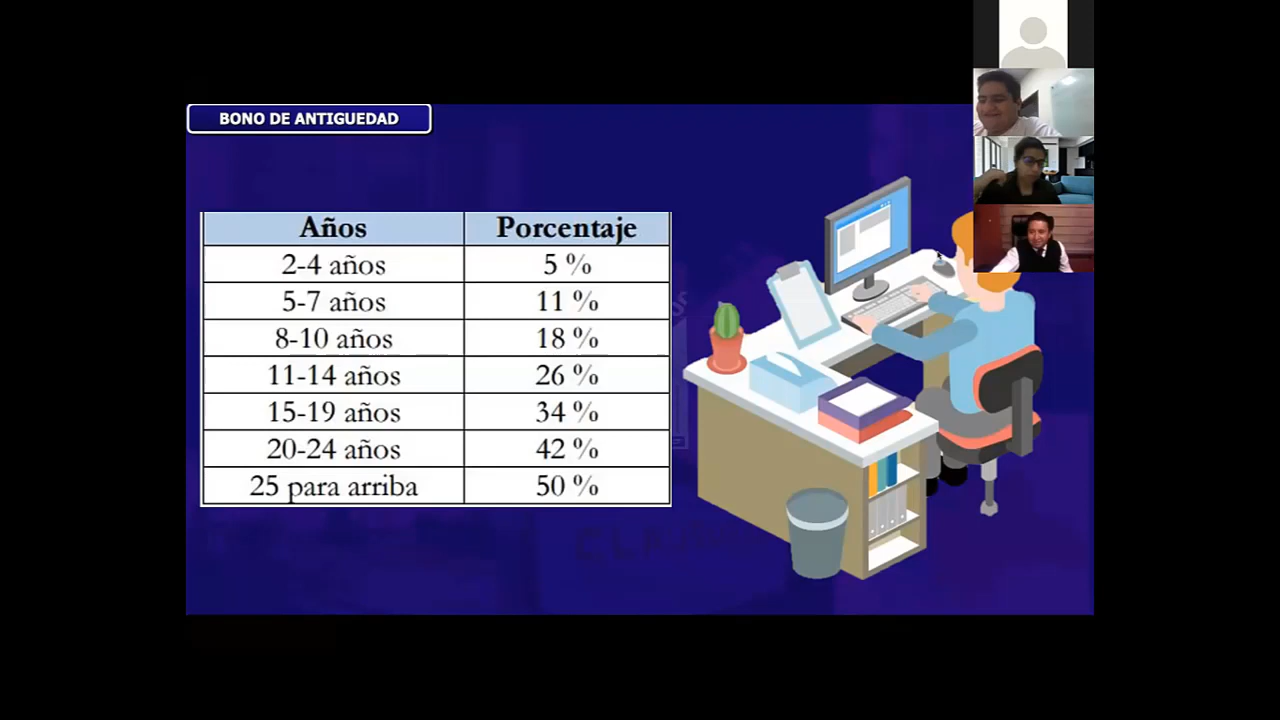 BONO DE ANTIGUEDAD
Años Porcentaje
2-4 años 5 %
5-7 años 11 %
8-10 años 18 %
11-14 años 26 %
15-19 años 34 %
20-24 años 42 %
25 para arriba 50 %